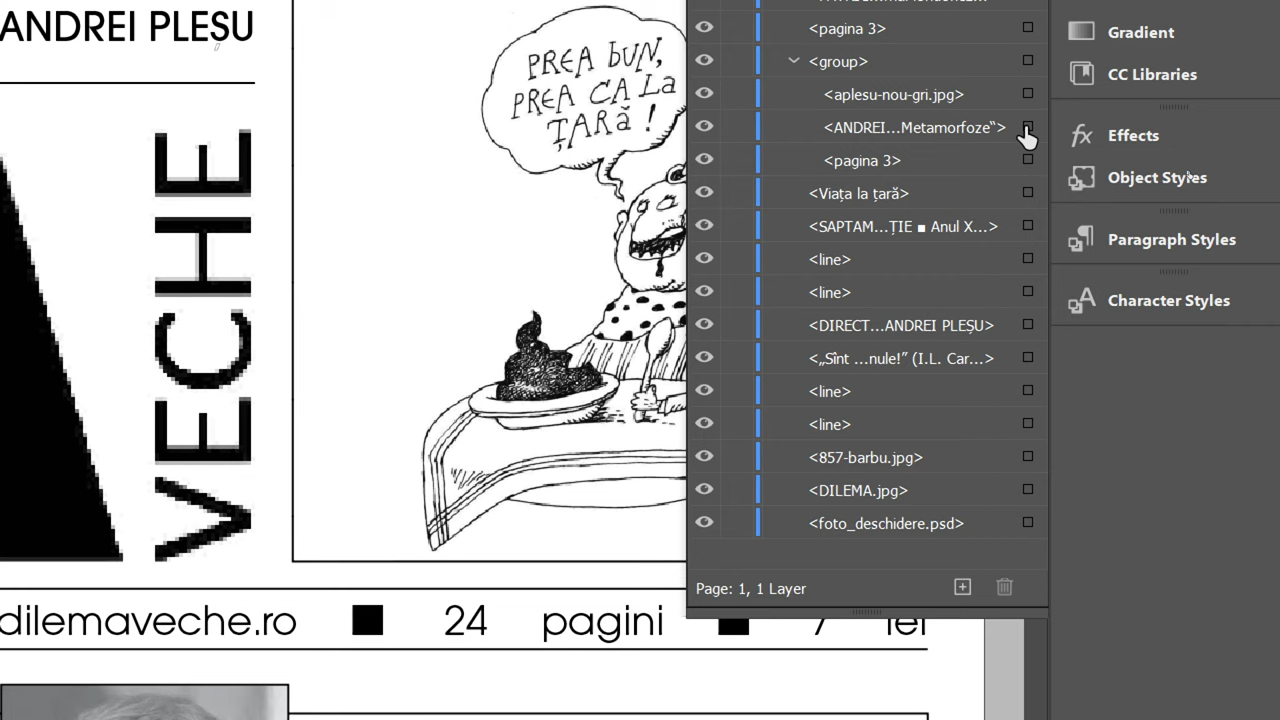 ANDREI PLEȘU
VECHE
PREA bUN,
PREA CA La
ȚARă !
dilemaveche.ro ■ 24 pagini ■ 7 lei
<pagina 3>
<group>
<aplesu-nou-gri.jpg>
<ANDREI...Metamorfoze“>
<pagina 3>
<Viața la țară>
<SAPTAM...ȚIE ■ Anul X...>
<line>
<line>
<DIRECT...ANDREI PLEȘU>
<„Sînt ...nule!” (I.L. Car...>
<line>
<line>
<857-barbu.jpg>
<DILEMA.jpg>
<foto_deschidere.psd>
Page: 1, 1 Layer
Gradient
CC Libraries
fx Effects
Object Styles
Paragraph Styles
Character Styles